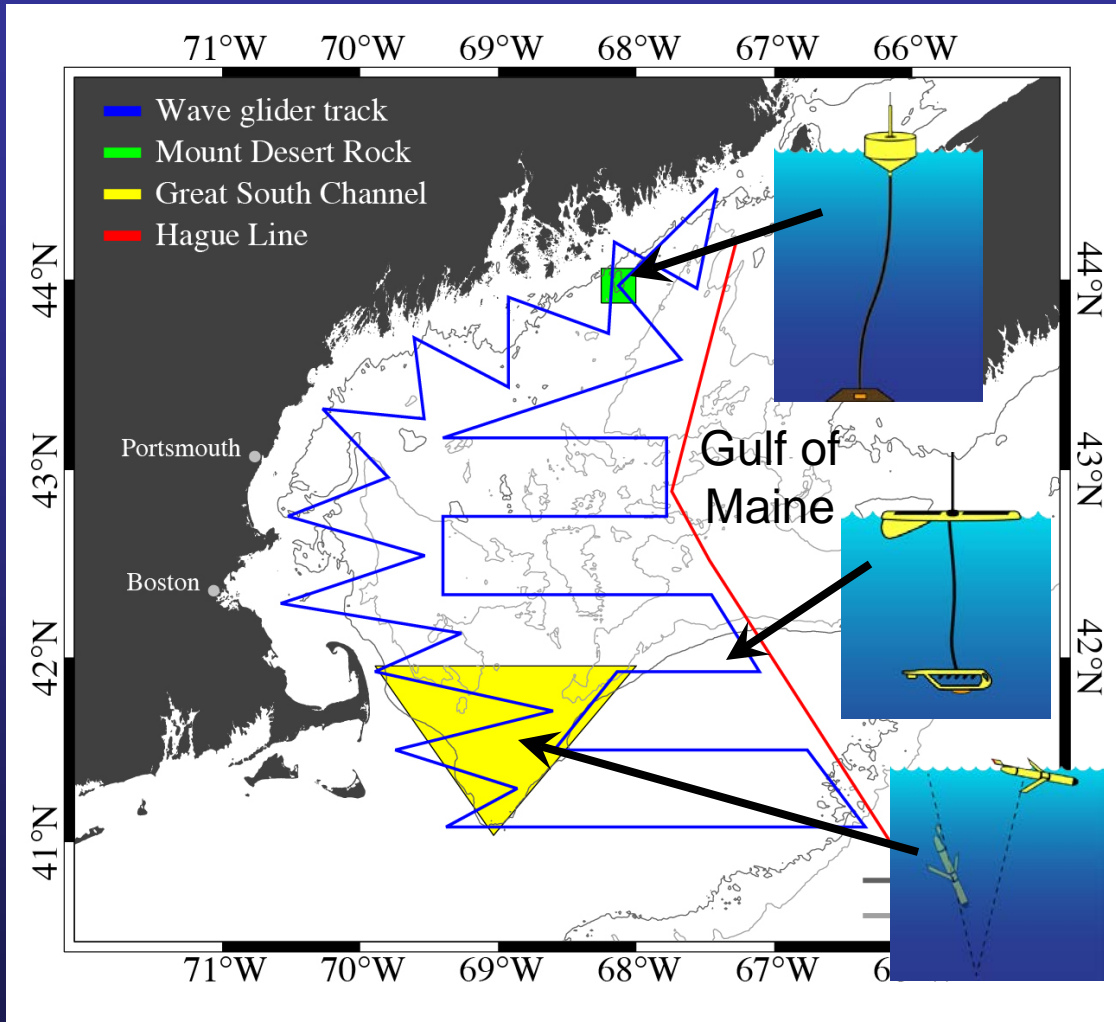 71°W 70°W 69°W 68°W 67°W 66°W
Wave glider track
Mount Desert Rock
Great South Channel
Hague Line
44°N 44°N
Portsmouth
43°N 43°N
Gulf of
Maine
Boston
42°N 42°N
41°N
71°W 70°W 69°W 68°W 67°W